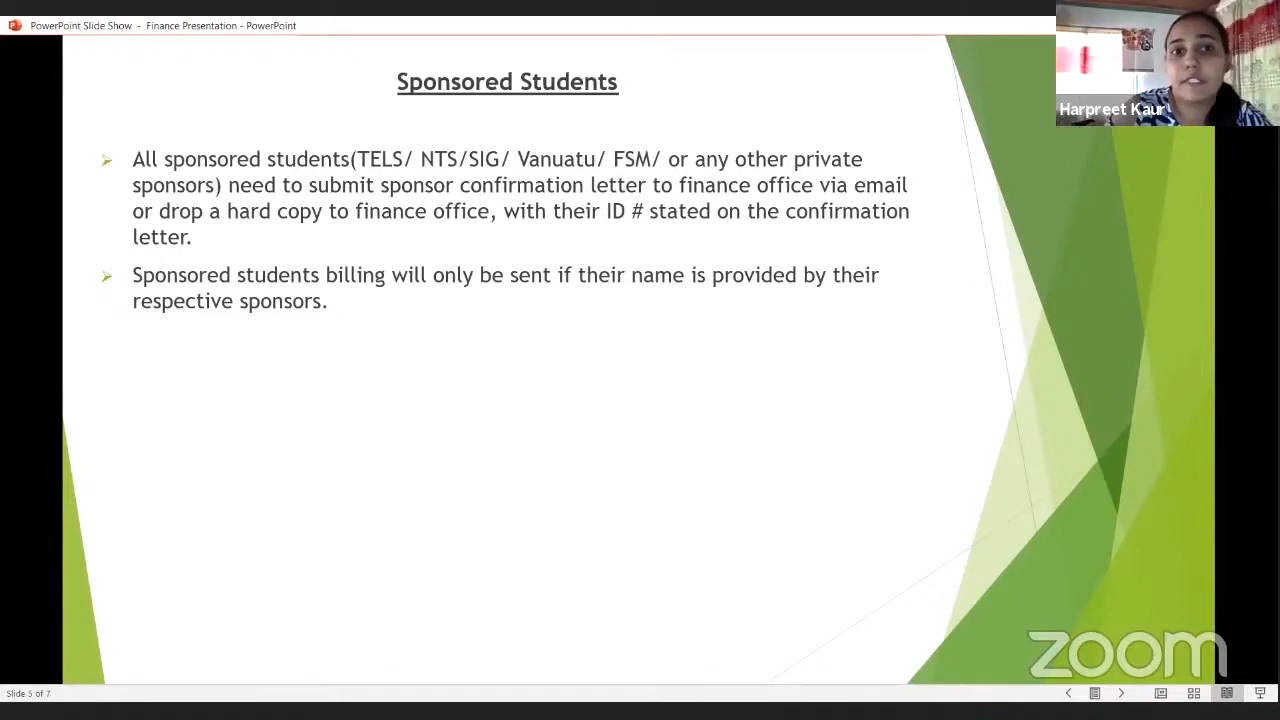 PowerPoint Slide Show - Finance Presentation - PowerPoint
Harpreet Kaur
Sponsored Students
All sponsored students(TELS/ NTS/SIG/ Vanuatu/ FSM/ or any other private
sponsors) need to submit sponsor confirmation letter to finance office via email
or drop a hard copy to finance office, with their ID # stated on the confirmation
letter.
Sponsored students billing will only be sent if their name is provided by their
respective sponsors.
zoom
Slide 5 of 7